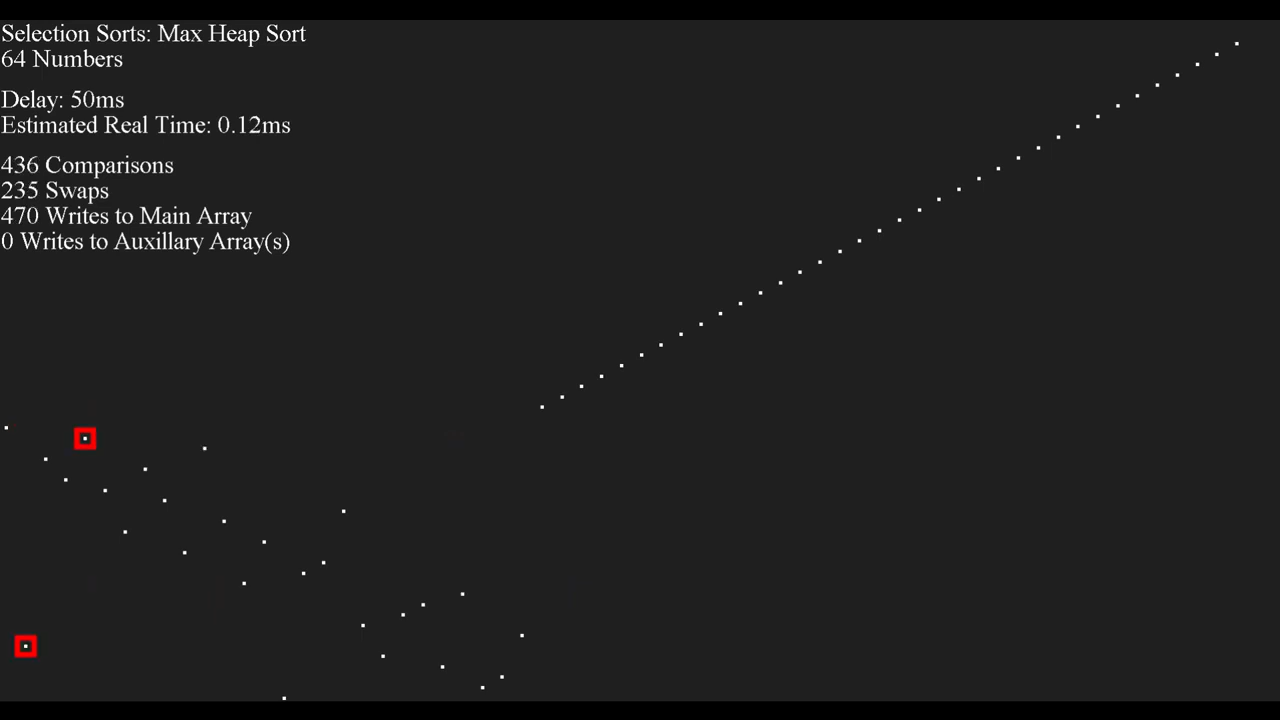 Selection Sorts: Max Heap Sort
64 Numbers
Delay: 50ms
Estimated Real Time: 0.12ms
436 Comparisons
235 Swaps
470 Writes to Main Array
0 Writes to Auxillary Array(s)